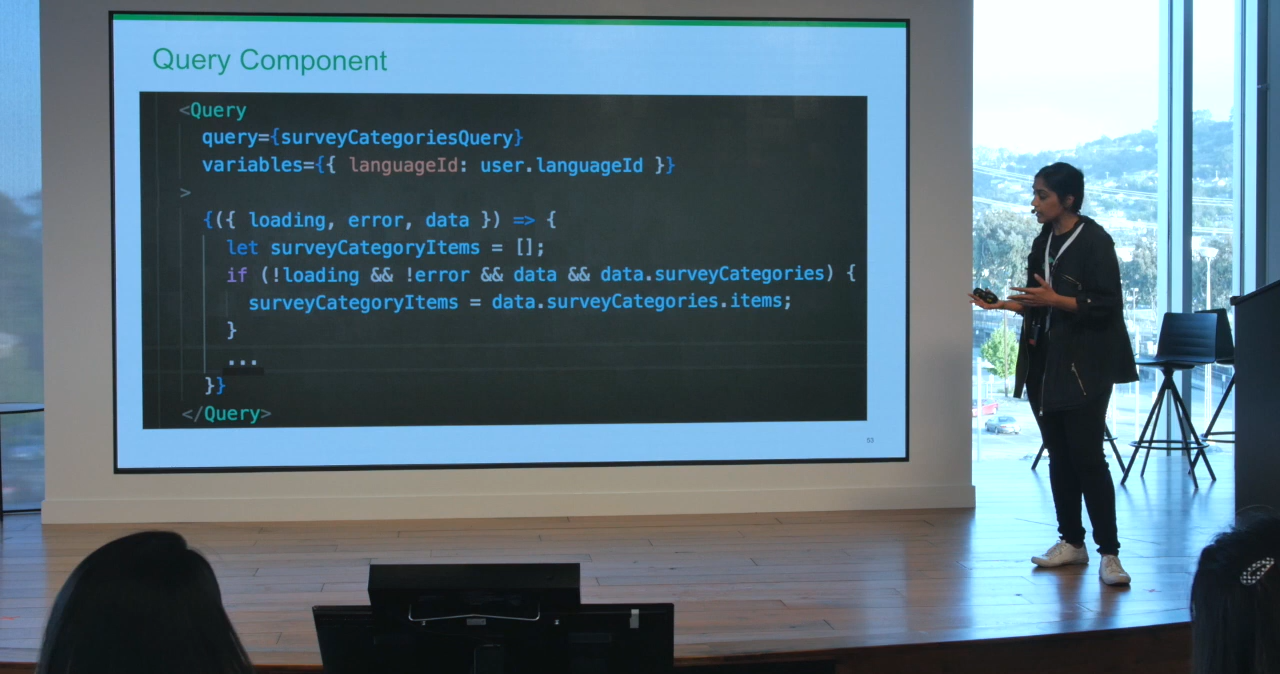 Query Component
<Query
query={surveyCategoriesQuery}
variables={{ languageId: user.languageId }}
>
{({ loading, error, data }) => {
let surveyCategoryItems = [];
if (!loading && !error && data && data.surveyCategories) {
surveyCategoryItems = data.surveyCategories.items;
}
...
}}
</Query>
53